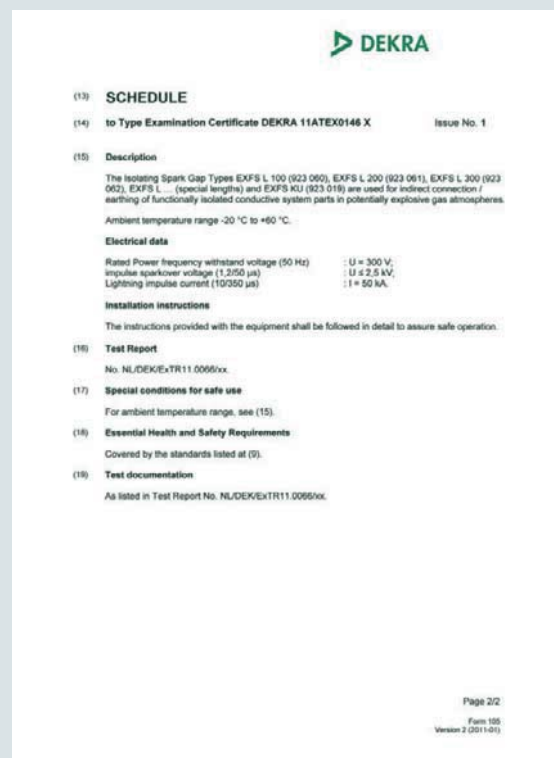 DEKRA
(13) SCHEDULE
(14) to Type Examination Certificate DEKRA 11ATEX0146 X Issue No. 1
(15) Description
The Isolating Spark Gap Types EXFS L 100 (923 060), EXFS L 200 (923 061), EXFS L 300 (923
062), EXFS L ... (special lengths) and EXFS KU (923 019) are used for indirect connection /
earthing of functionally isolated conductive system parts in potentially explosive gas atmospheres.
Ambient temperature range -20 °C to +60 °C.
Electrical data
Rated Power frequency withstand voltage (50 Hz) : U = 300 V;
impulse sparkover voltage (1,2/50 µs) : U ≤ 2,5 kV;
Lightning impulse current (10/350 µs) : I = 50 kA.
Installation instructions
The instructions provided with the equipment shall be followed in detail to assure safe operation.
(16) Test Report
No. NL/DEK/ExTR11.0066/xx.
(17) Special conditions for safe use
For ambient temperature range, see (15).
(18) Essential Health and Safety Requirements
Covered by the standards listed at (9).
(19) Test documentation
As listed in Test Report No. NL/DEK/ExTR11.0066/xx.
Page 2/2
Form 105
Version 2 (2011-01)